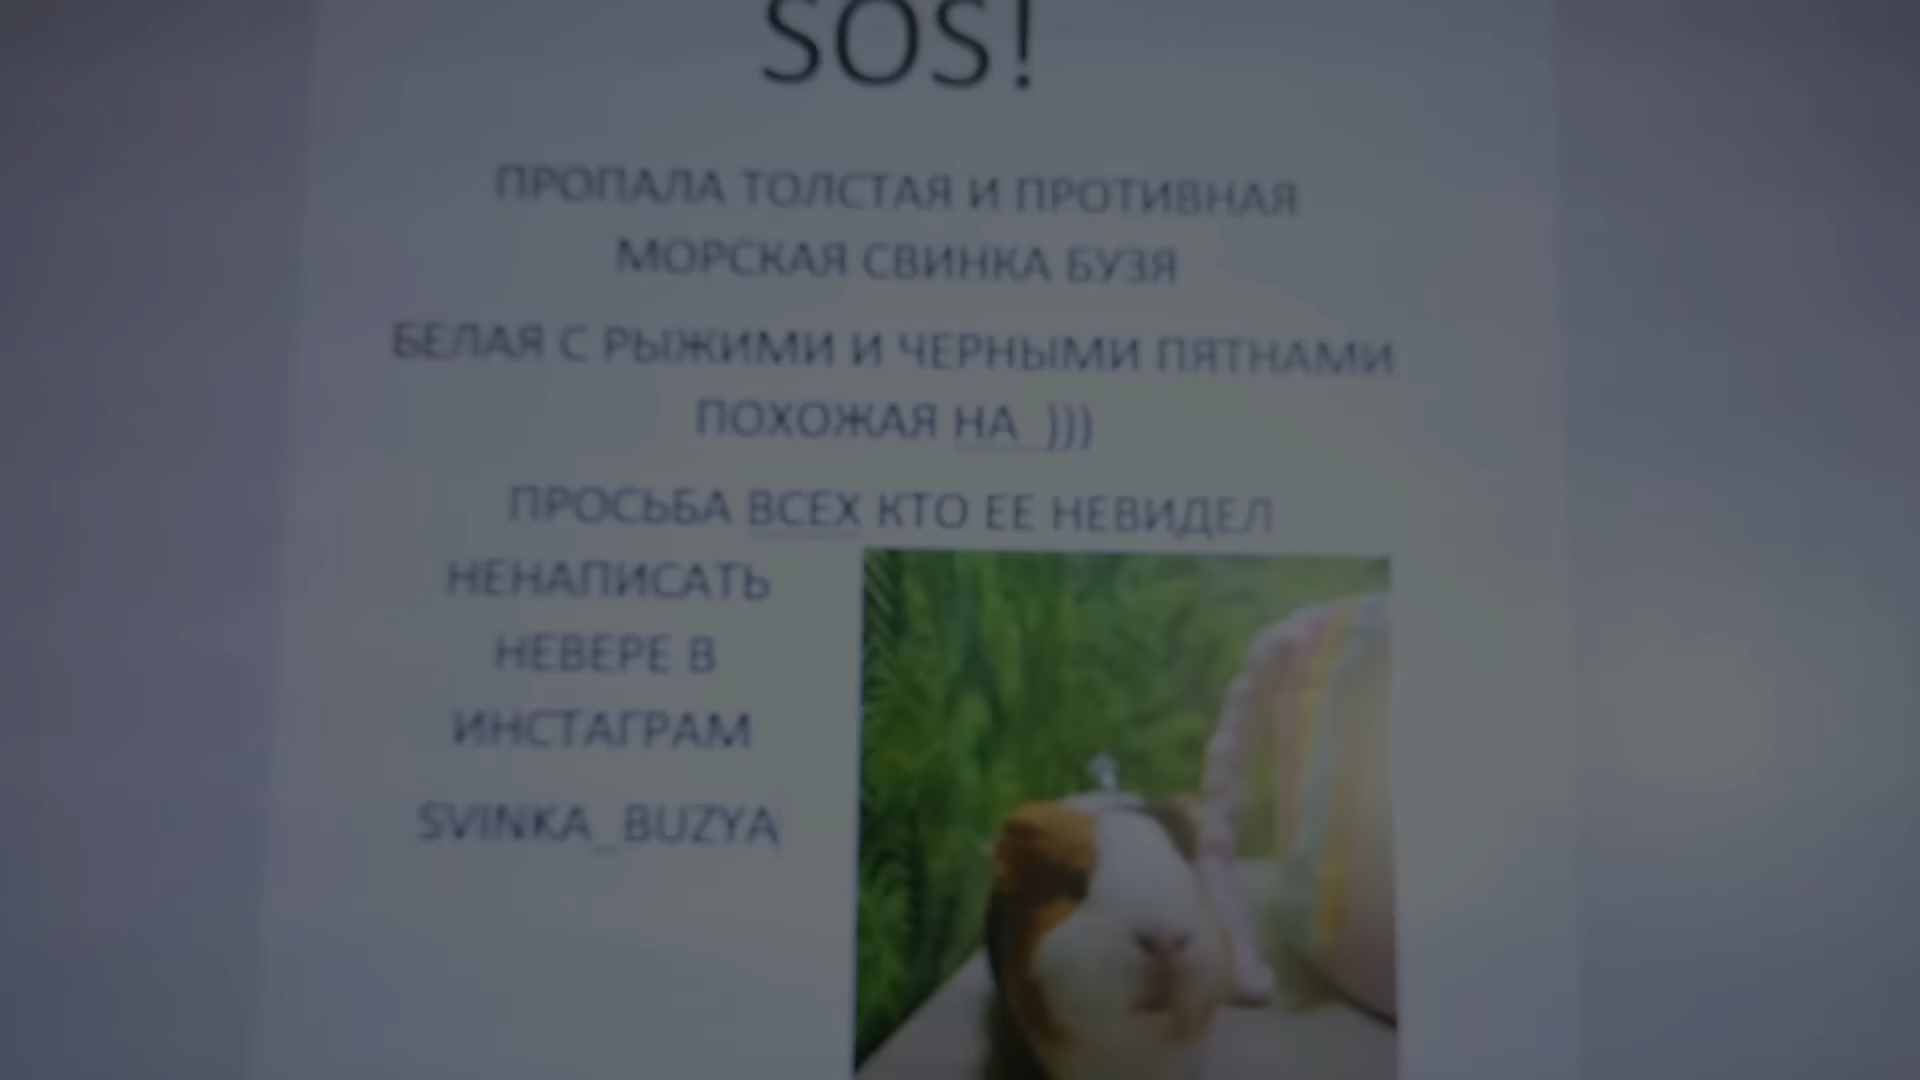 SOS!
ПРОПАЛА ТОЛСТАЯ И ПРОТИВНАЯ
МОРСКАЯ СВИНКА БУЗЯ
БЕЛАЯ С РЫЖИМИ И ЧЕРНЫМИ ПЯТНАМИ
ПОХОЖАЯ НА )))
ПРОСЬБА ВСЕХ КТО ЕЕ НЕВИДЕЛ
НЕНАПИСАТЬ
НЕВЕРЕ В
ИНСТАГРАМ
SVINKA_BUZYA